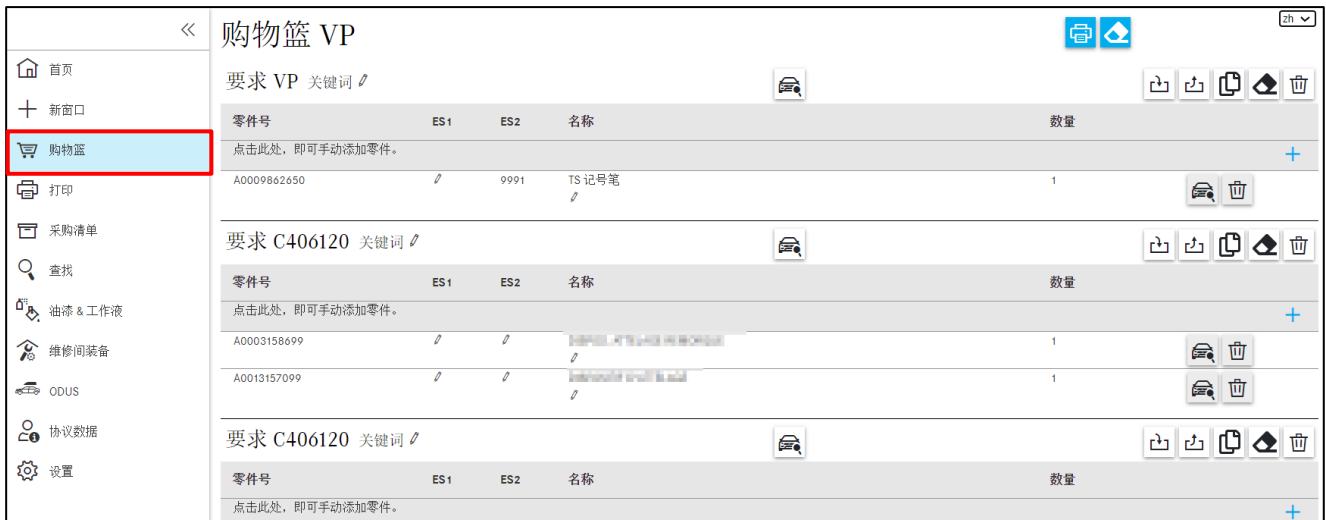 首页
新窗口
购物篮
打印
采购清单
查找
油漆 & 工作液
维修间装备
ODUS
协议数据
设置
购物篮 VP
zh
要求 VP 关键词
零件号 ES1 ES2 名称 数量
点击此处，即可手动添加零件。
A0009862650 9991 TS 记号笔 1
要求 C406120 关键词
零件号 ES1 ES2 名称 数量
点击此处，即可手动添加零件。
A0003158699 1
A0013157099 1
要求 C406120 关键词
零件号 ES1 ES2 名称 数量
点击此处，即可手动添加零件。